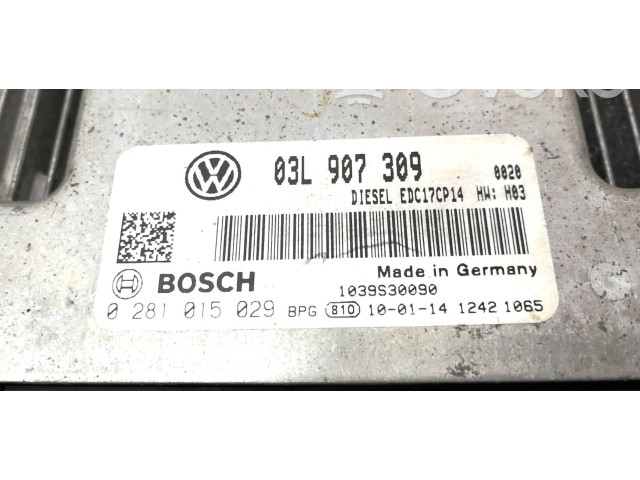 03L 907 309 0020
DIESEL EDC17CP14 HW: H03
BOSCH
Made in Germany
1039S30090
0 281 015 029 BPG 810 10-01-14 1242 1065